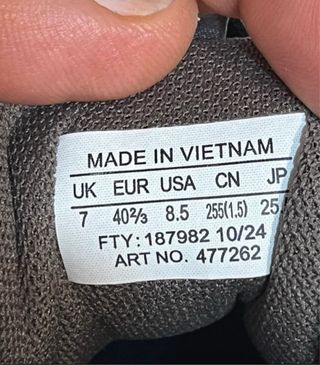 MADE IN VIETNAM
UK EUR USA CN JP
7 40⅔ 8.5 255(1.5) 25
FTY: 187982 10/24
ART NO. 477262